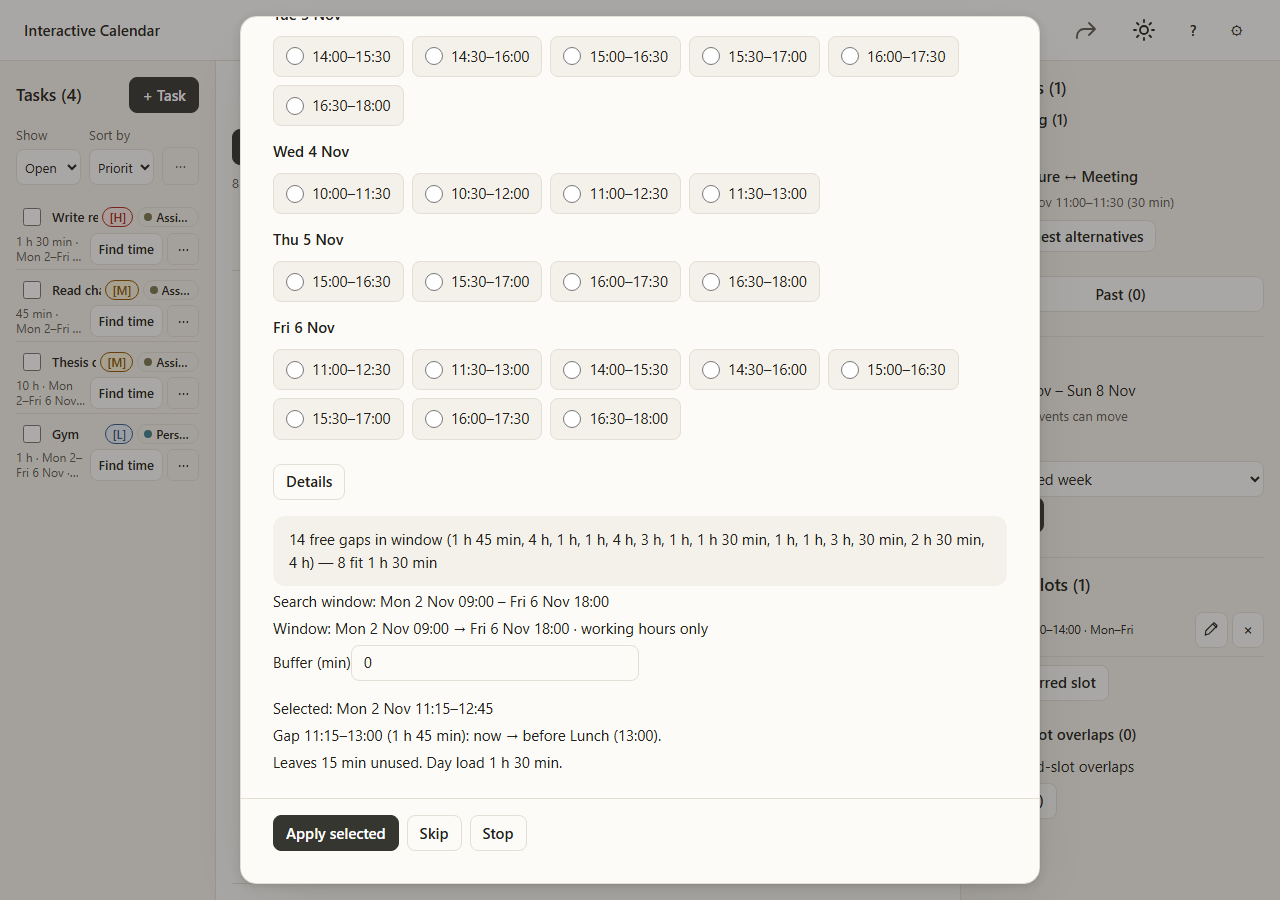 Interactive Calendar
?
Tasks (4)
+ Task
Show
Sort by
Open
Priorit
...
Write re
[H]
Assi...
1 h 30 min ·
Mon 2–Fri ...
Find time
...
Read cha
[M]
Ass...
45 min ·
Mon 2–Fri ...
Find time
...
Thesis c
[M]
Assi...
10 h · Mon
2–Fri 6 Nov...
Find time
...
Gym
[L]
Pers...
1 h · Mon 2–
Fri 6 Nov ·...
Find time
...
8
Tue 3 Nov
14:00–15:30
14:30–16:00
15:00–16:30
15:30–17:00
16:00–17:30
16:30–18:00
Wed 4 Nov
10:00–11:30
10:30–12:00
11:00–12:30
11:30–13:00
Thu 5 Nov
15:00–16:30
15:30–17:00
16:00–17:30
16:30–18:00
Fri 6 Nov
11:00–12:30
11:30–13:00
14:00–15:30
14:30–16:00
15:00–16:30
15:30–17:00
16:00–17:30
16:30–18:00
Details
14 free gaps in window (1 h 45 min, 4 h, 1 h, 1 h, 4 h, 3 h, 1 h, 1 h 30 min, 1 h, 1 h, 3 h, 30 min, 2 h 30 min,
4 h) — 8 fit 1 h 30 min
Search window: Mon 2 Nov 09:00 – Fri 6 Nov 18:00
Window: Mon 2 Nov 09:00 → Fri 6 Nov 18:00 · working hours only
Buffer (min)
0
Selected: Mon 2 Nov 11:15–12:45
Gap 11:15–13:00 (1 h 45 min): now → before Lunch (13:00).
Leaves 15 min unused. Day load 1 h 30 min.
Apply selected
Skip
Stop
s (1)
g (1)
ure ↔ Meeting
ov 11:00–11:30 (30 min)
est alternatives
Past (0)
ov – Sun 8 Nov
vents can move
ed week
lots (1)
0–14:00 · Mon–Fri
×
rred slot
ot overlaps (0)
d-slot overlaps
)